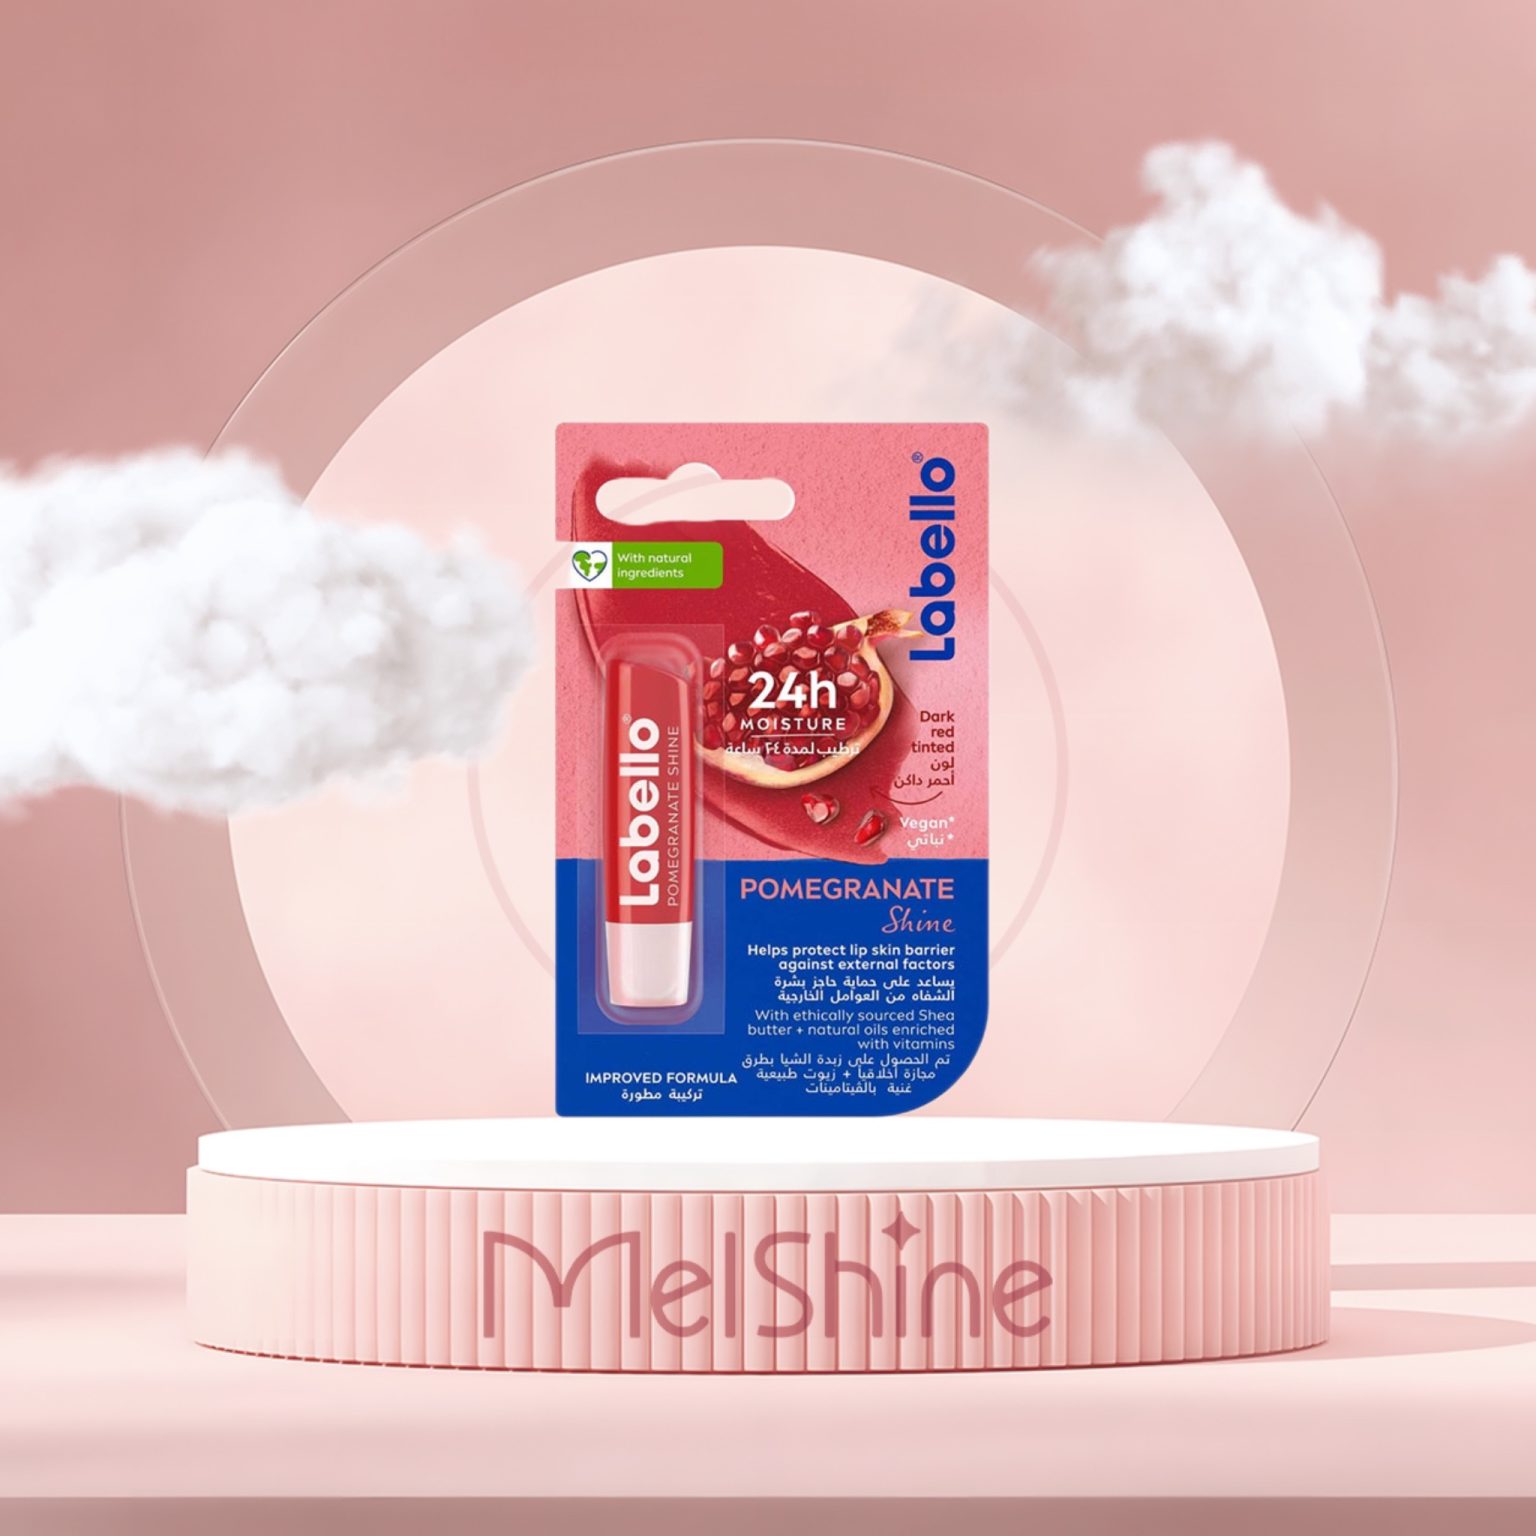 Labello®
With natural
ingredients
24h
MOISTURE
ترطيب لمدة ٢٤ ساعة
Dark
red
tinted
لون
أحمر داكن
Vegan*
نباتي*
Labello®
POMEGRANATE SHINE
POMEGRANATE
Shine
Helps protect lip skin barrier
against external factors
يساعد على حماية حاجز بشرة
الشفاه من العوامل الخارجية
With ethically sourced Shea
butter + natural oils enriched
with vitamins
تم الحصول على زبدة الشيا بطرق
مجازة أخلاقياً + زيوت طبيعية
غنية بالڤيتامينات
IMPROVED FORMULA
تركيبة مطورة
MelShine